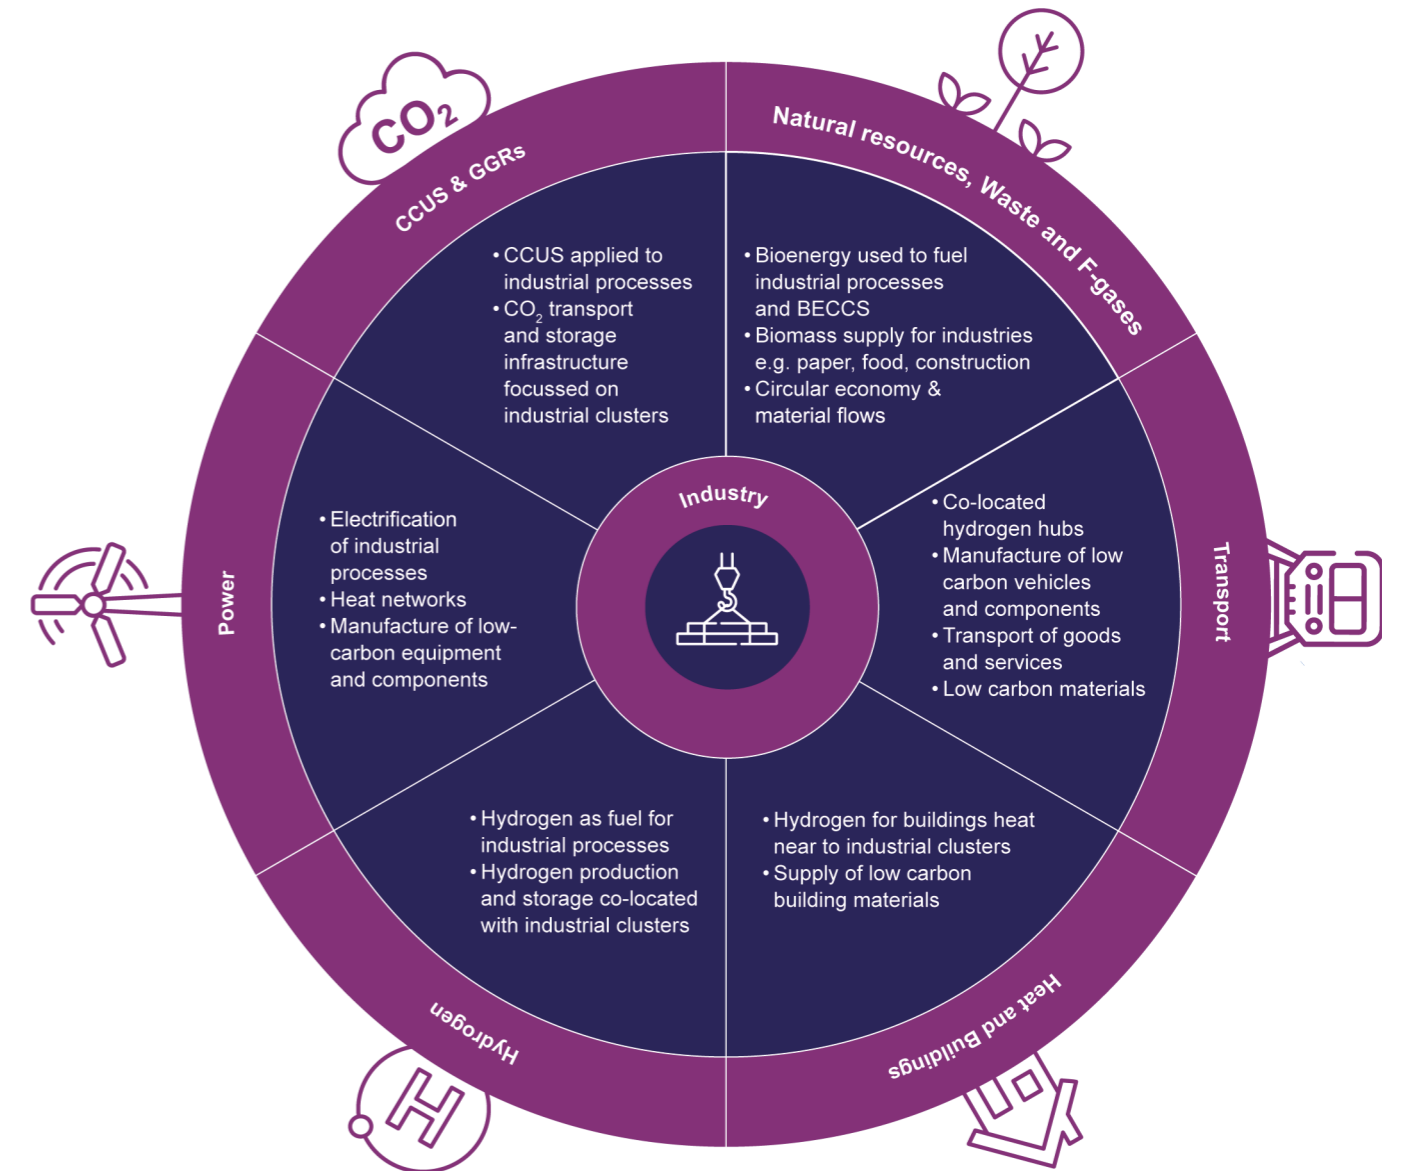 CO2
CCUS & GGRs
Natural resources, Waste and F-gases
• CCUS applied to
industrial processes
• CO2 transport
and storage
infrastructure
focussed on
industrial clusters
• Bioenergy used to fuel
industrial processes
and BECCS
• Biomass supply for industries
e.g. paper, food, construction
• Circular economy &
material flows
Industry
Power
• Electrification
of industrial
processes
• Heat networks
• Manufacture of low-
carbon equipment
and components
• Co-located
hydrogen hubs
• Manufacture of low
carbon vehicles
and components
• Transport of goods
and services
• Low carbon materials
Transport
• Hydrogen as fuel for
industrial processes
• Hydrogen production
and storage co-located
with industrial clusters
• Hydrogen for buildings heat
near to industrial clusters
• Supply of low carbon
building materials
Hydrogen
Heat and Buildings
H